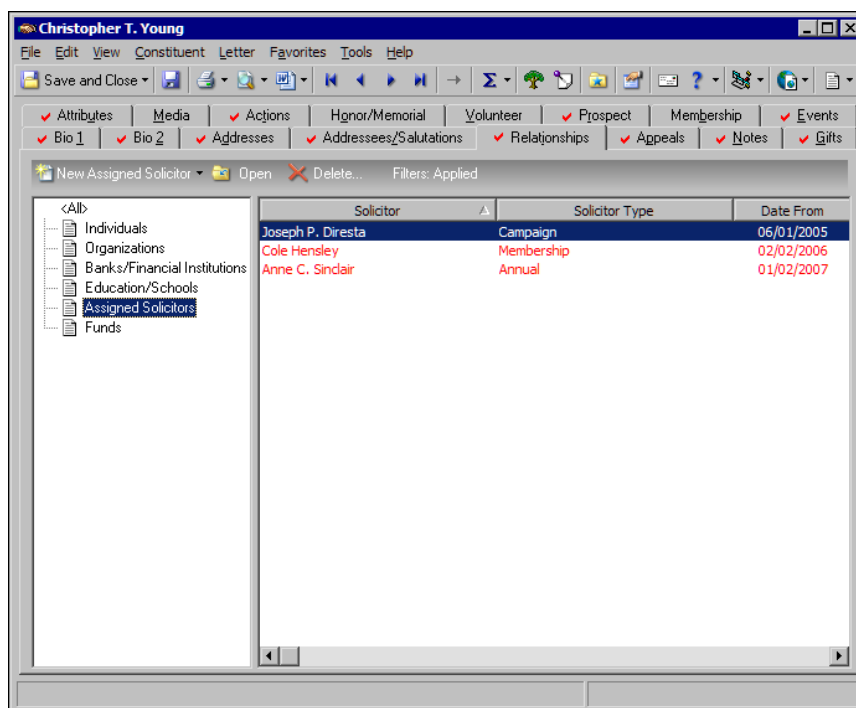 Christopher T. Young
File Edit View Constituent Letter Favorites Tools Help
Save and Close
Attributes Media Actions Honor/Memorial Volunteer Prospect Membership Events
Bio 1 Bio 2 Addresses Addressees/Salutations Relationships Appeals Notes Gifts
New Assigned Solicitor Open Delete... Filters: Applied
<All>
Individuals
Organizations
Banks/Financial Institutions
Education/Schools
Assigned Solicitors
Funds
Solicitor Solicitor Type Date From
Joseph P. Diresta Campaign 06/01/2005
Cole Hensley Membership 02/02/2006
Anne C. Sinclair Annual 01/02/2007